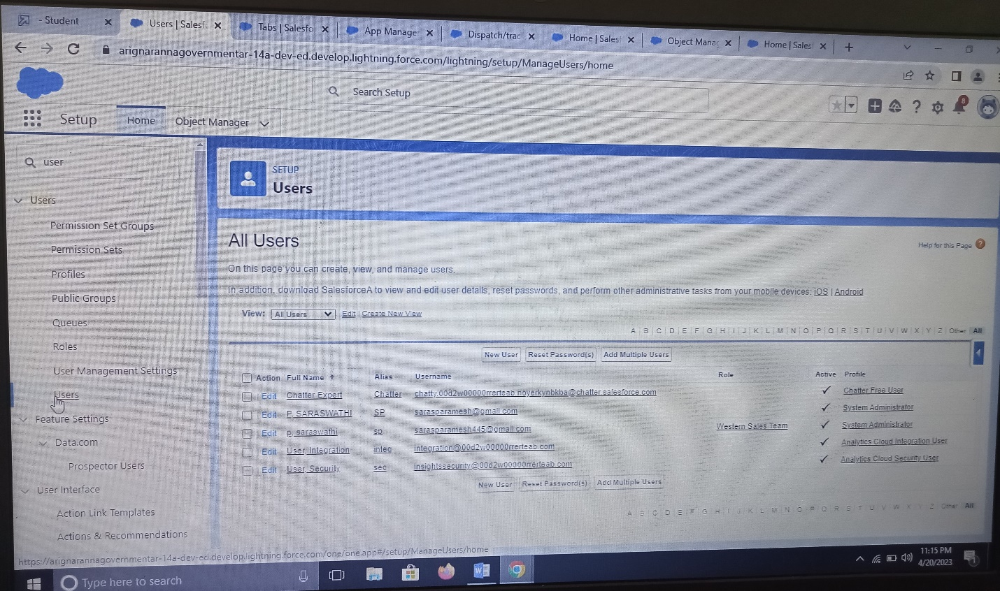 - Student
Users | Salesf
Tabs | Salesfo
App Manager
Dispatch/trac
Home | Salesf
Object Manag
Home | Sales
arignarannagovernmentar-14a-dev-ed.develop.lightning.force.com/lightning/setup/ManageUsers/home
Search Setup
8
Setup Home Object Manager
user
Users
Permission Set Groups
Permission Sets
Profiles
Public Groups
Queues
Roles
User Management Settings
Users
Feature Settings
Data.com
Prospector Users
User Interface
Action Link Templates
Actions & Recommendations
SETUP
Users
All Users
Help for this Page ?
On this page you can create, view, and manage users.
In addition, download SalesforceA to view and edit user details, reset passwords, and perform other administrative tasks from your mobile devices: iOS | Android
View: All Users Edit | Create New View
A | B | C | D | E | F | G | H | I | J | K | L | M | N | O | P | Q | R | S | T | U | V | W | X | Y | Z | Other All
New User Reset Password(s) Add Multiple Users
Action Full Name ↑ Alias Username Role Active Profile
Edit Chatter Expert Chatter chatty.00d2w00000rrerteab.noyerkynbkba@chatter.salesforce.com ✓ Chatter Free User
Edit P, SARASWATHI SP sarasparamesh@gmail.com ✓ System Administrator
Edit p, saraswathi sp sarasparamesh445@gmail.com Western Sales Team ✓ System Administrator
Edit User, Integration integ integration@00d2w00000rrerteab.com ✓ Analytics Cloud Integration User
Edit User, Security sec insightssecurity@00d2w00000rrerteab.com ✓ Analytics Cloud Security User
New User Reset Password(s) Add Multiple Users
A B C D E F G H I J K L M N O P Q R S T U V W X Y Z Other All
https://arignarannagovernmentar-14a-dev-ed.develop.lightning.force.com/one/one.app#/setup/ManageUsers/home
Type here to search
11:15 PM
4/20/2023
1